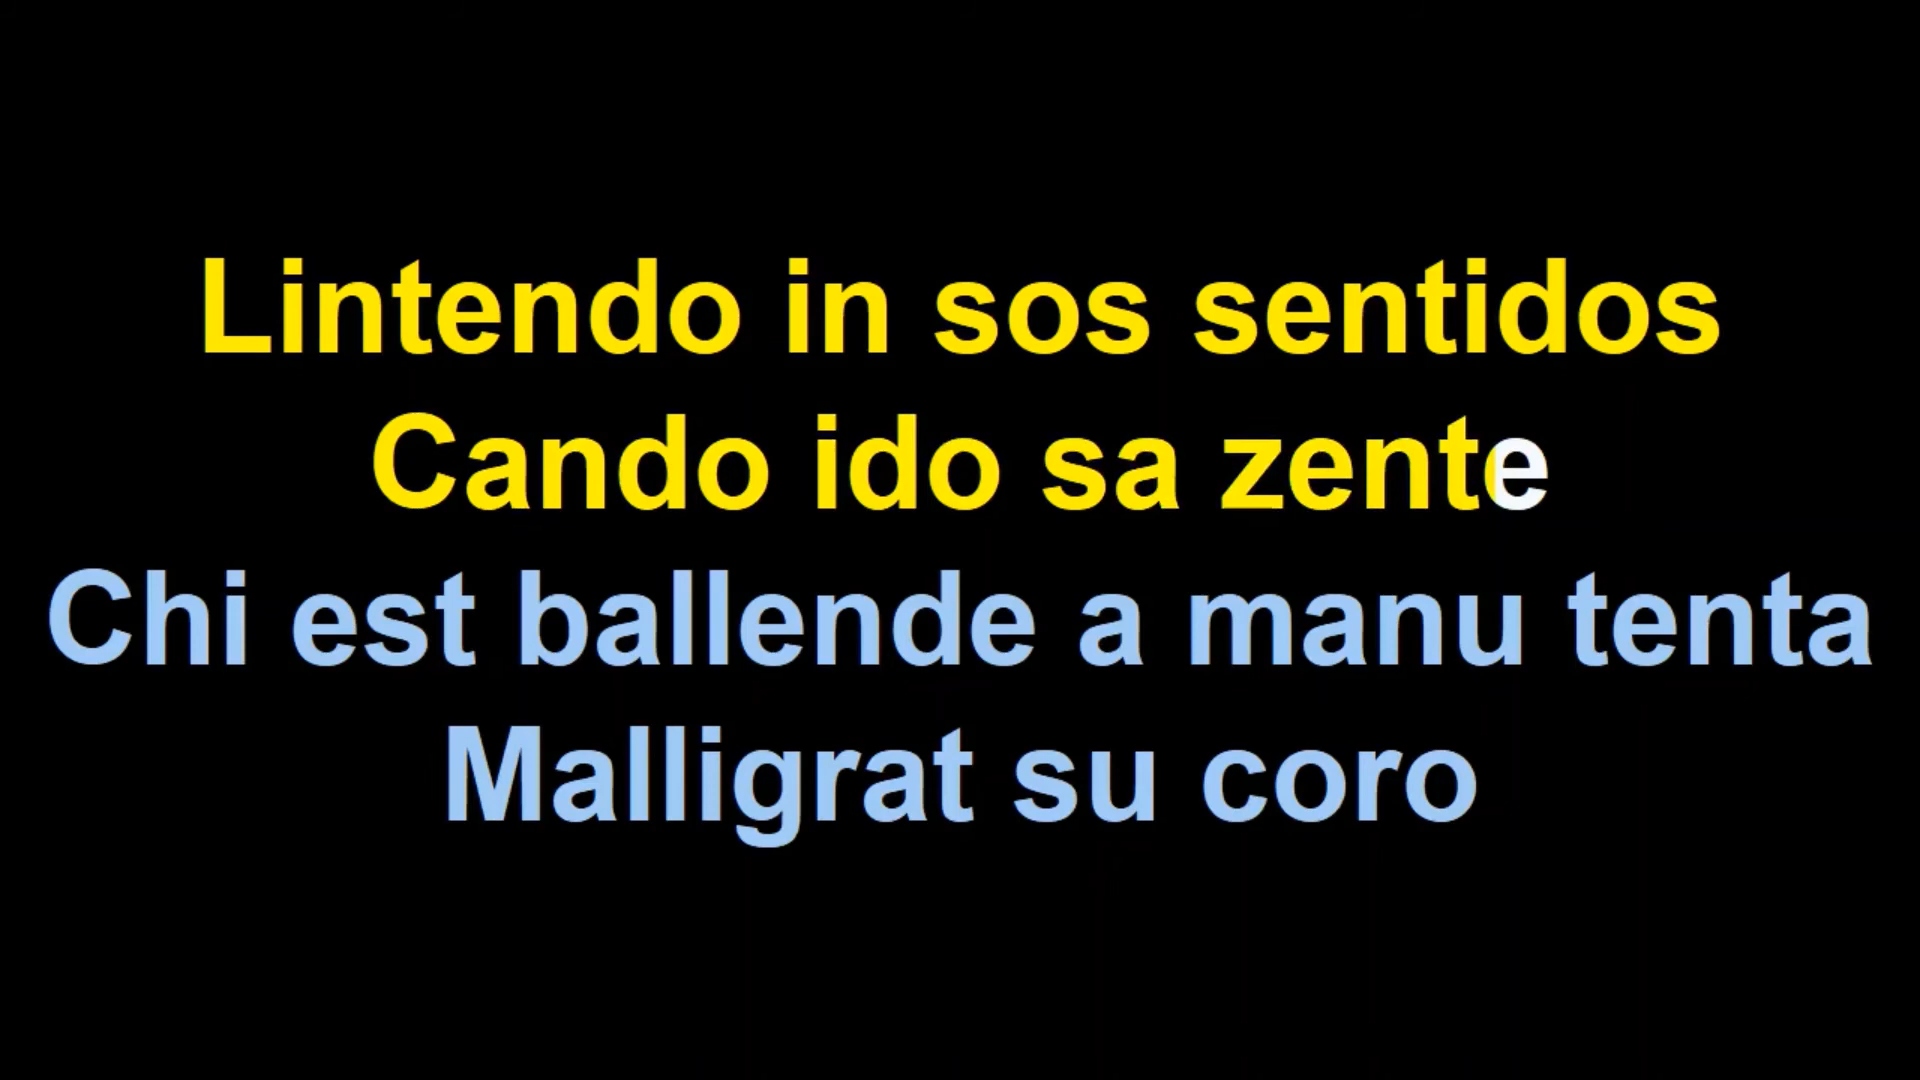 Lintendo in sos sentidos
Cando ido sa zente
Chi est ballende a manu tenta
Malligrat su coro